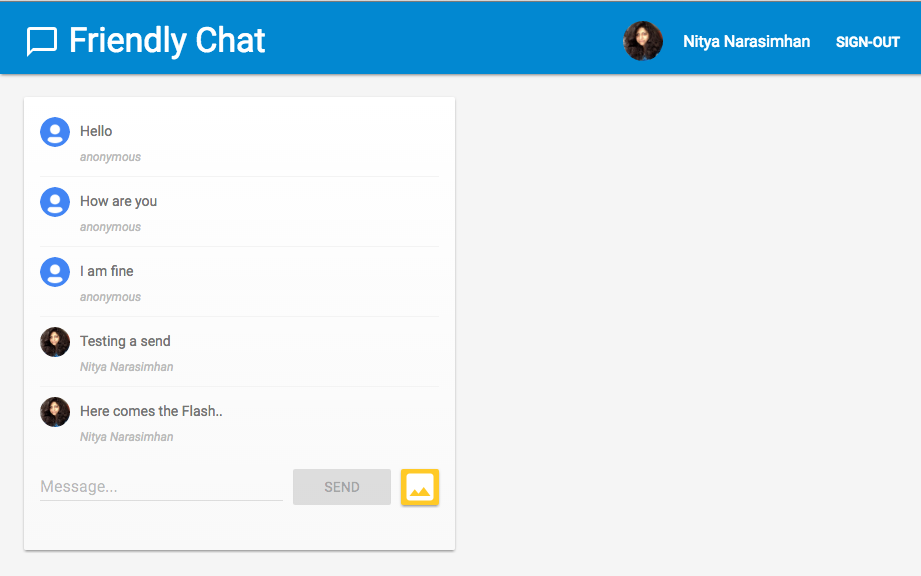 Friendly Chat
Nitya Narasimhan
SIGN-OUT
Hello
anonymous
How are you
anonymous
I am fine
anonymous
Testing a send
Nitya Narasimhan
Here comes the Flash..
Nitya Narasimhan
Message...
SEND